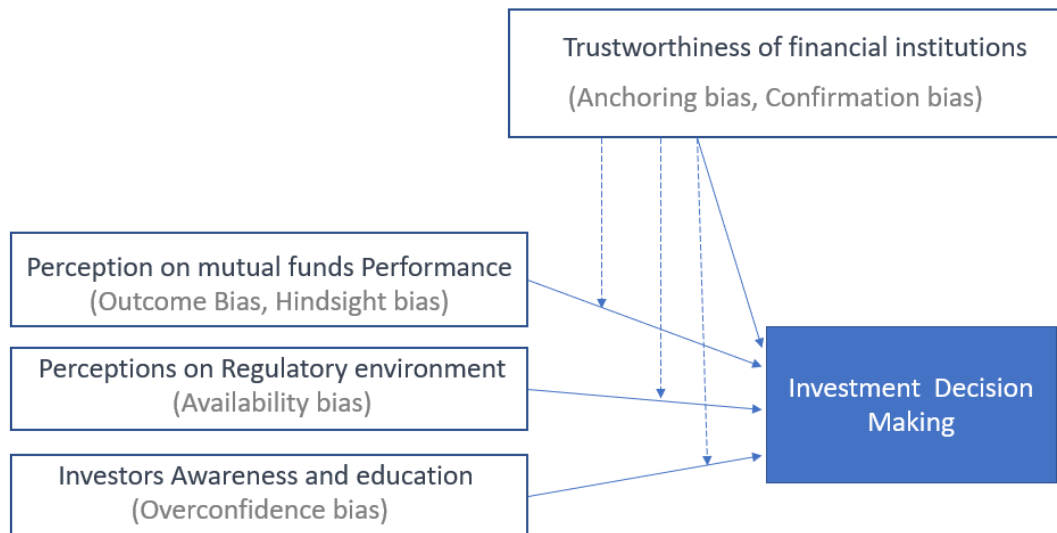 Trustworthiness of financial institutions
(Anchoring bias, Confirmation bias)
Perception on mutual funds Performance
(Outcome Bias, Hindsight bias)
Perceptions on Regulatory environment
(Availability bias)
Investors Awareness and education
(Overconfidence bias)
Investment Decision
Making